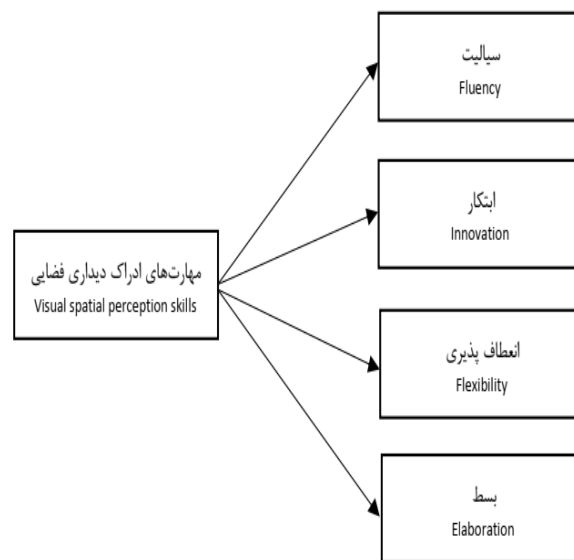 سیالیت
Fluency
ابتکار
Innovation
مهارت‌های ادراک دیداری فضایی
Visual spatial perception skills
انعطاف پذیری
Flexibility
بسط
Elaboration